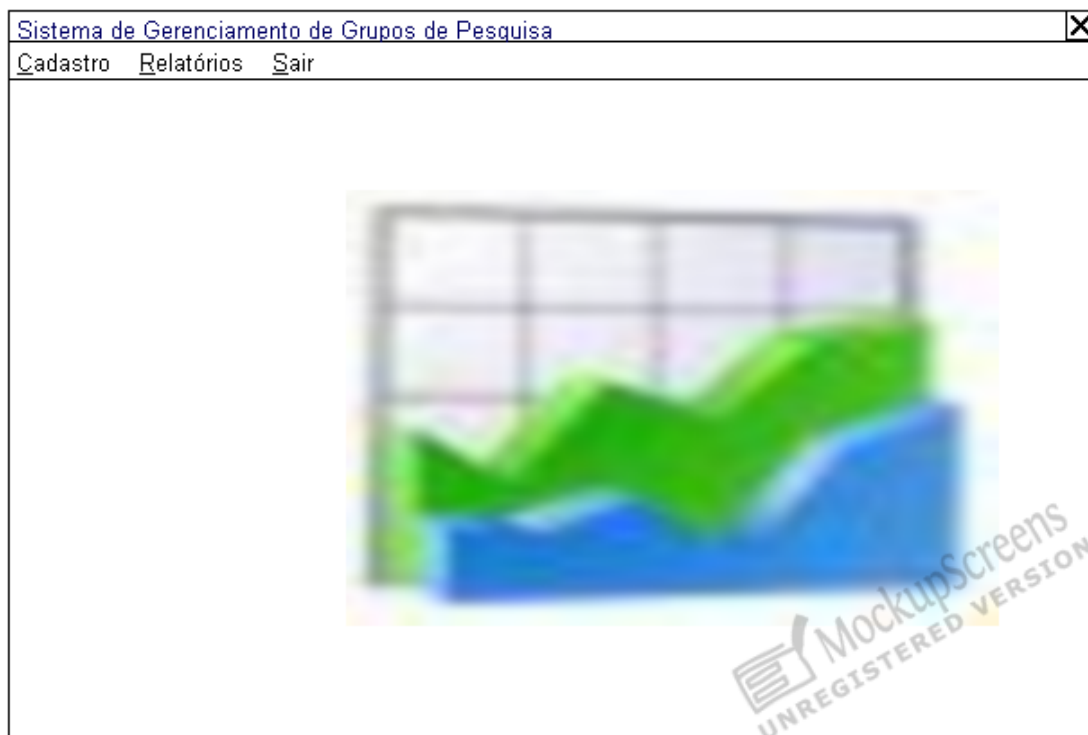 Sistema de Gerenciamento de Grupos de Pesquisa
Cadastro Relatórios Sair
MockupScreens
UNREGISTERED VERSION